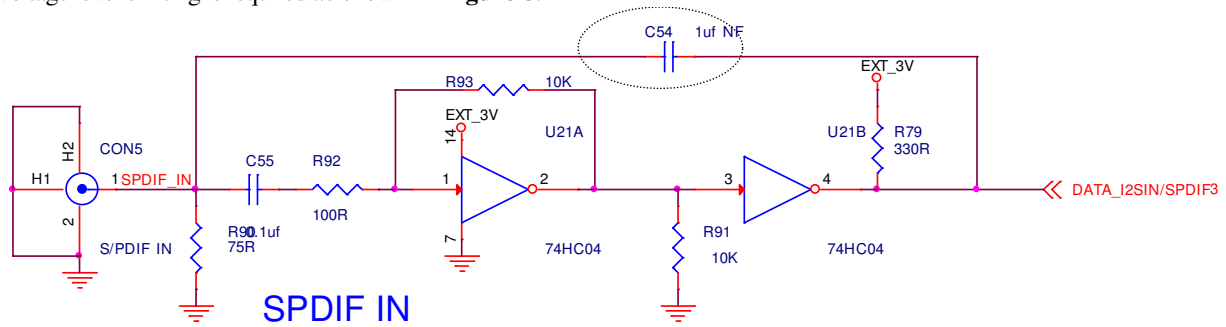 C54 1uf NF
EXT_3V
R93 10K
EXT_3V
U21A
U21B R79
330R
14
H2
CON5
C55
R92
H1
1 SPDIF_IN
1
2
3
4
DATA_I2SIN/SPDIF3
2
100R
R90 0.1uf
75R
S/PDIF IN
7
74HC04
R91
10K
74HC04
SPDIF IN